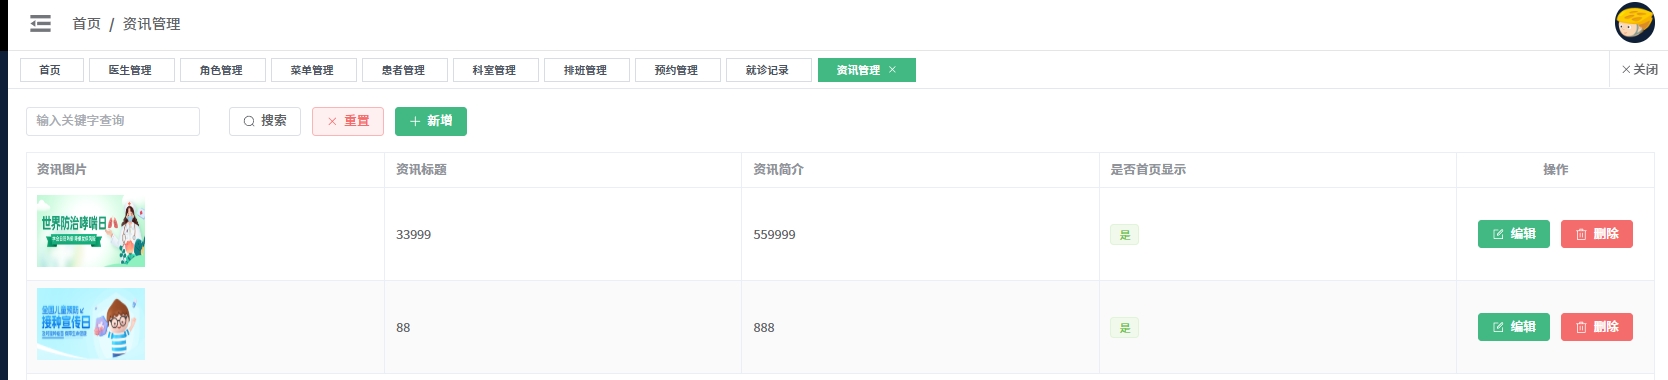 首页 / 资讯管理
首页 医生管理 角色管理 菜单管理 患者管理 科室管理 排班管理 预约管理 就诊记录 资讯管理 × ×关闭
输入关键字查询 搜索 × 重置 + 新增
资讯图片 资讯标题 资讯简介 是否首页显示 操作
世界防治哮喘日
33999 559999 是 编辑 删除
全国儿童预防
接种宣传日
88 888 是 编辑 删除